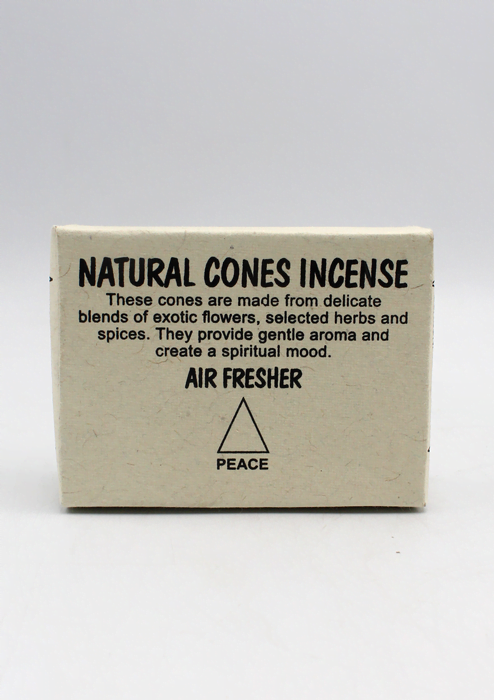 NATURAL CONES INCENSE
These cones are made from delicate
blends of exotic flowers, selected herbs and
spices. They provide gentle aroma and
create a spiritual mood.
AIR FRESHER
PEACE